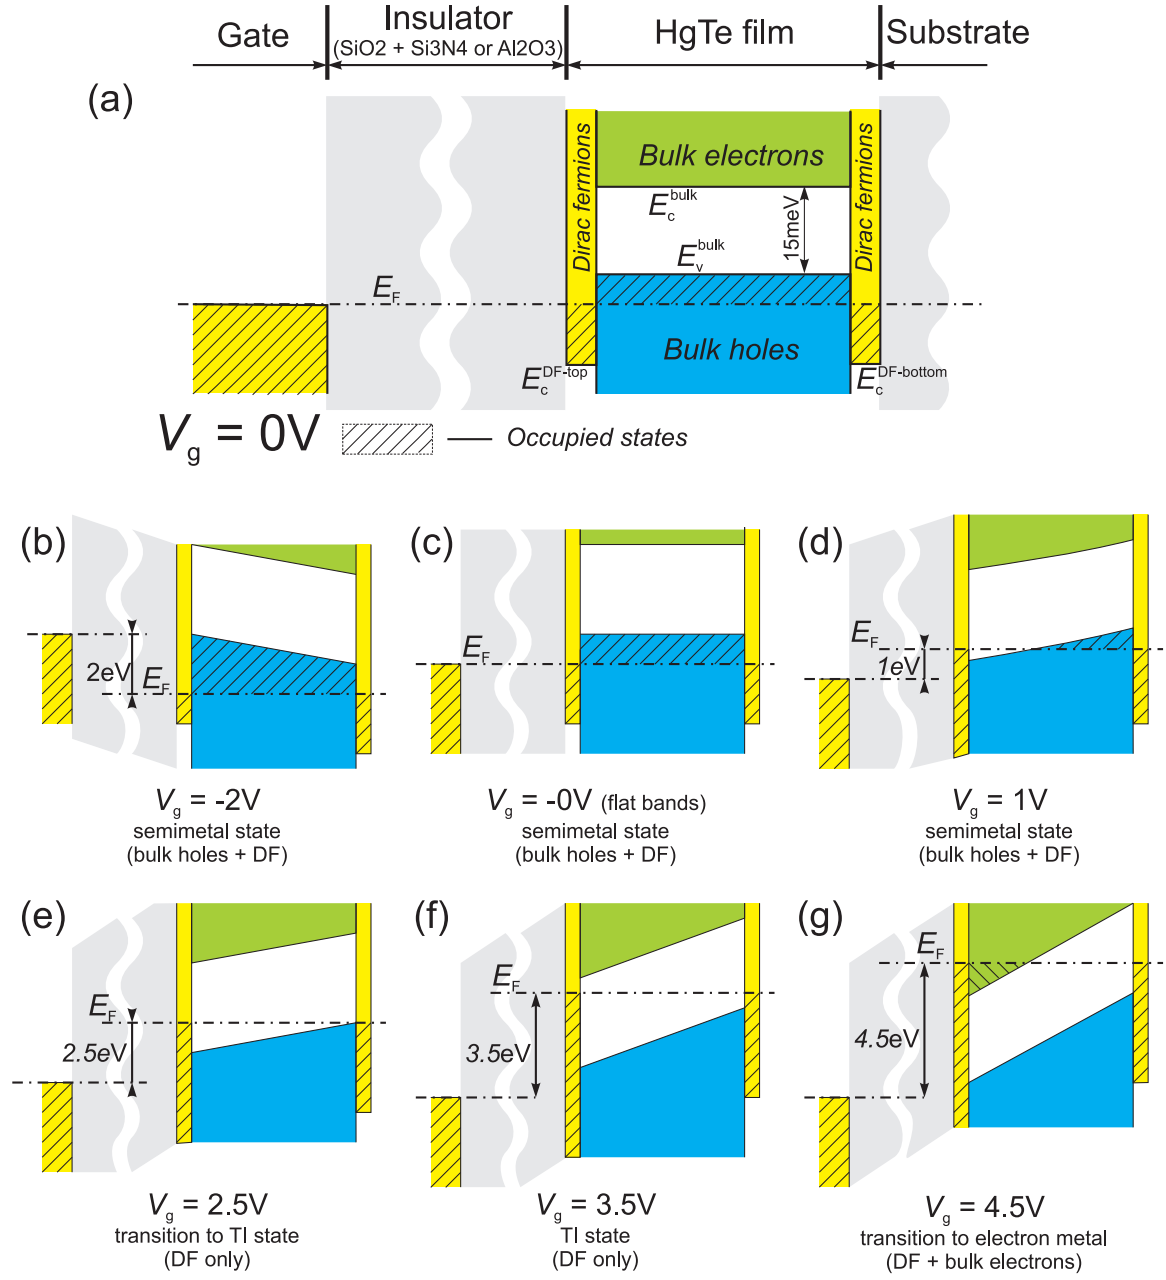 Gate
Insulator
(SiO2 + Si3N4 or Al2O3)
HgTe film
Substrate
(a)
Dirac fermions
Bulk electrons
Dirac fermions
E_c^bulk
15meV
E_v^bulk
E_F
Bulk holes
E_c^DF-top
E_c^DF-bottom
V_g = 0V
Occupied states
(b)
2eV
E_F
V_g = -2V
semimetal state
(bulk holes + DF)
(c)
E_F
V_g = -0V (flat bands)
semimetal state
(bulk holes + DF)
(d)
E_F
1eV
V_g = 1V
semimetal state
(bulk holes + DF)
(e)
E_F
2.5eV
V_g = 2.5V
transition to TI state
(DF only)
(f)
E_F
3.5eV
V_g = 3.5V
TI state
(DF only)
(g)
E_F
4.5eV
V_g = 4.5V
transition to electron metal
(DF + bulk electrons)